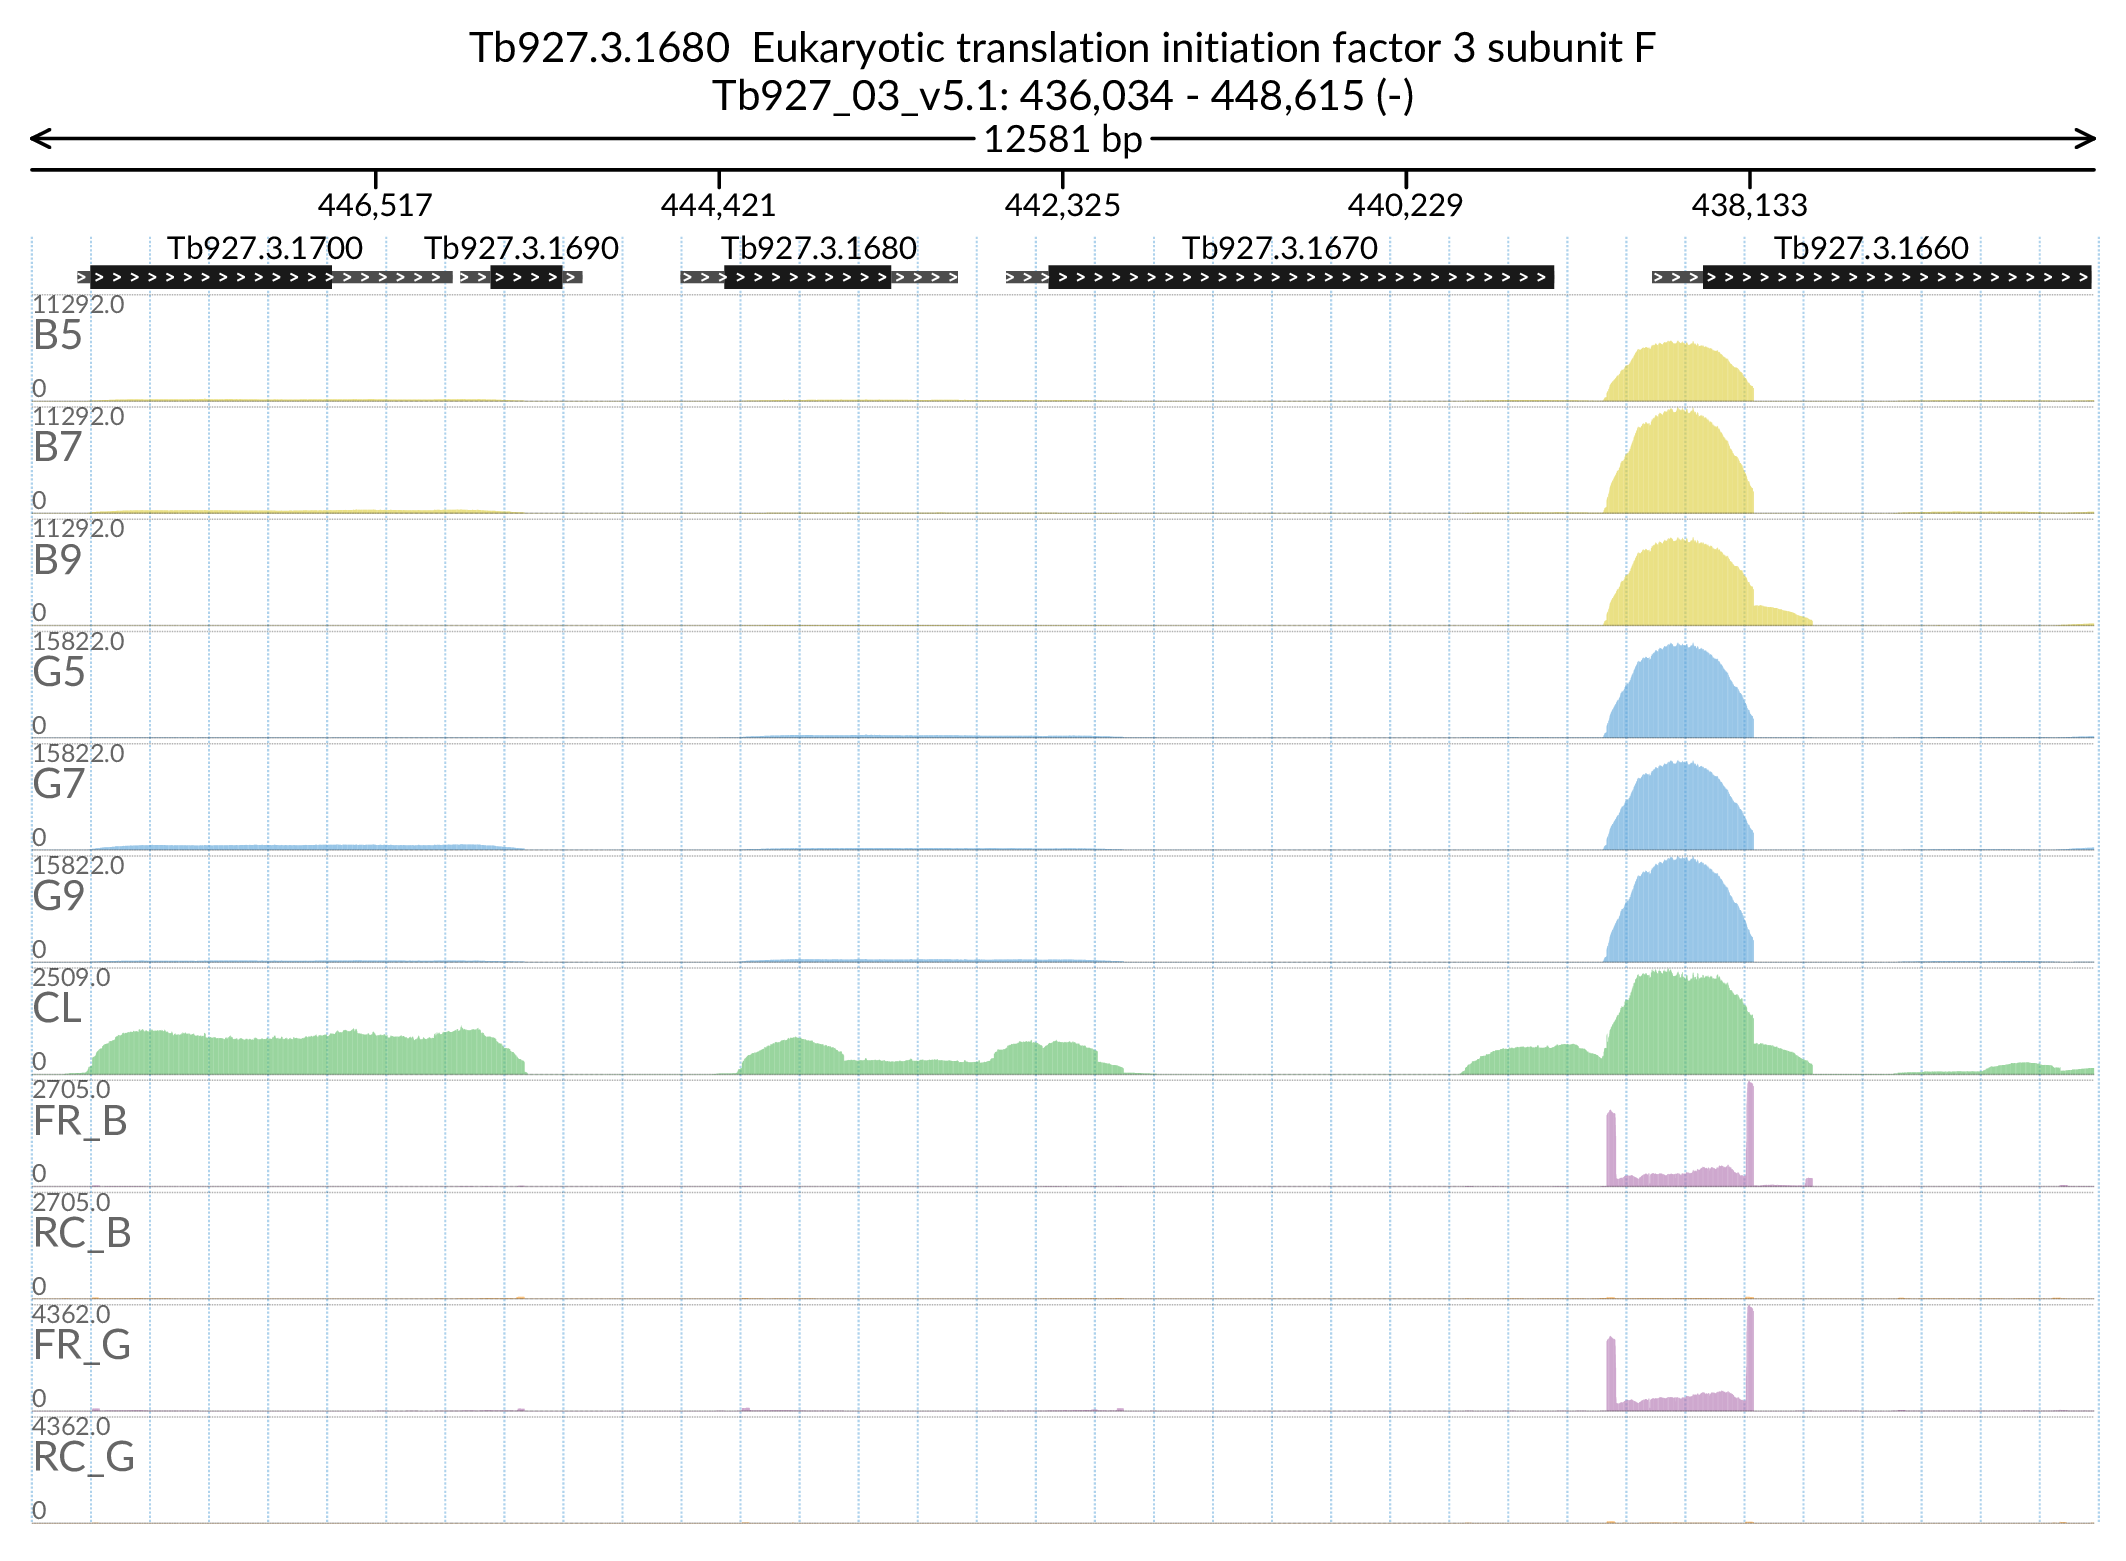 Tb927.3.1680 Eukaryotic translation initiation factor 3 subunit F
Tb927_03_v5.1: 436,034 - 448,615 (-)
12581 bp
446,517 444,421 442,325 440,229 438,133
Tb927.3.1700 Tb927.3.1690 Tb927.3.1680 Tb927.3.1670 Tb927.3.1660
11292.0
B5
0
11292.0
B7
0
11292.0
B9
0
15822.0
G5
0
15822.0
G7
0
15822.0
G9
0
2509.0
CL
0
2705.0
FR_B
0
2705.0
RC_B
0
4362.0
FR_G
0
4362.0
RC_G
0